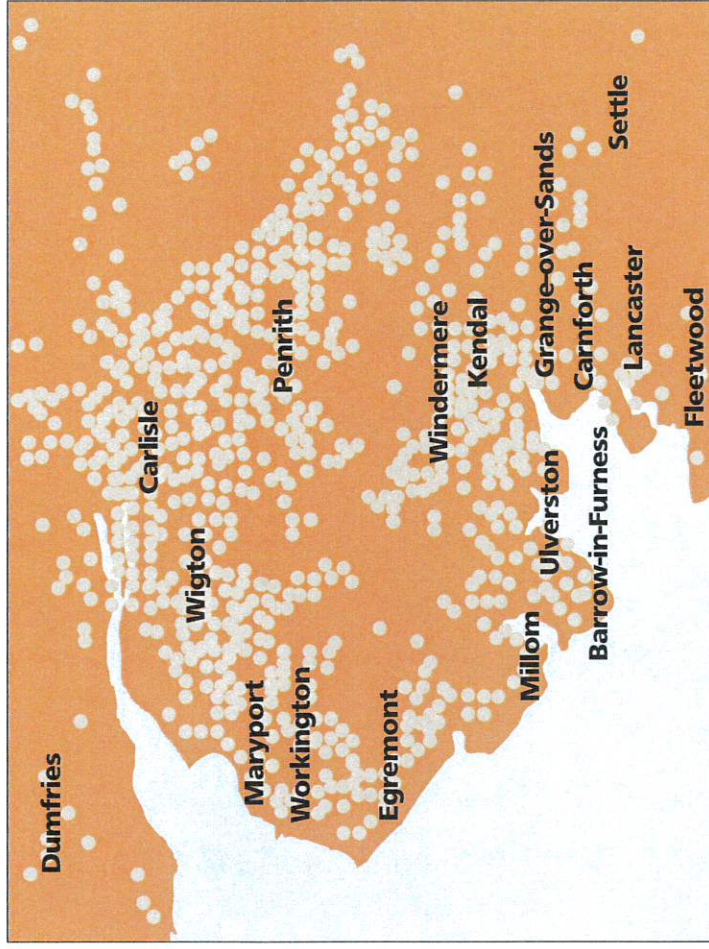 Dumfries
Carlisle
Wigton
Maryport
Workington
Penrith
Egremont
Windermere
Kendal
Millom
Ulverston
Grange-over-Sands
Barrow-in-Furness
Carnforth
Settle
Lancaster
Fleetwood